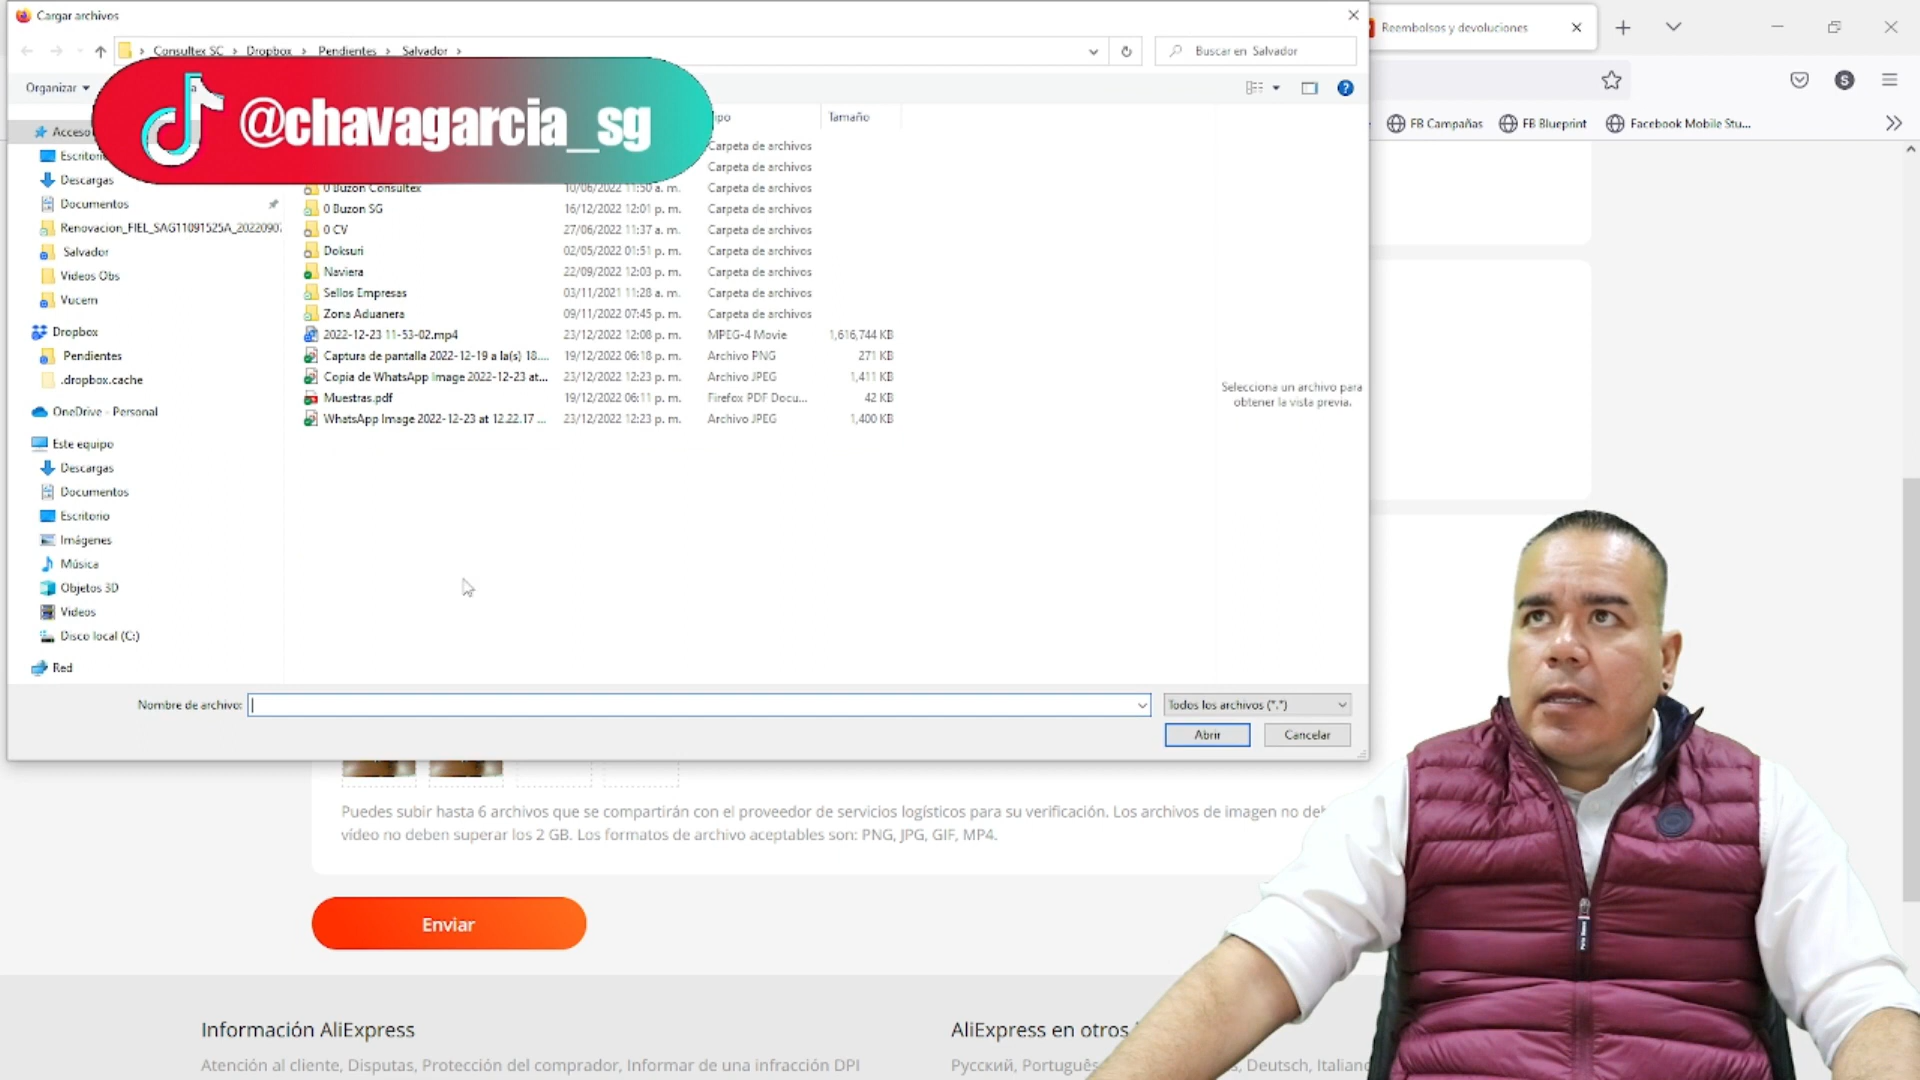 Cargar archivos
Reembolsos y devoluciones
Consultex SC > Dropbox > Pendientes > Salvador >
Buscar en Salvador
Organizar
@chavagarcia_sg
S
FB Campañas
FB Blueprint
Facebook Mobile Stu...
Tamaño
Acceso
Carpeta de archivos
Escritorio
Carpeta de archivos
Descargas
0 Buzon Consultex 10/06/2022 11:50 a. m. Carpeta de archivos
Documentos
0 Buzon SG 16/12/2022 12:01 p. m. Carpeta de archivos
Renovacion_FIEL_SAG11091525A_2022090
0 CV 27/06/2022 11:37 a. m. Carpeta de archivos
Salvador
Doksuri 02/05/2022 01:51 p. m. Carpeta de archivos
Videos Obs
Naviera 22/09/2022 12:03 p. m. Carpeta de archivos
Vucem
Sellos Empresas 03/11/2021 11:28 a. m. Carpeta de archivos
Zona Aduanera 09/11/2022 07:45 p. m. Carpeta de archivos
Dropbox
2022-12-23 11-53-02.mp4 23/12/2022 12:08 p. m. MPEG-4 Movie 1,616,744 KB
Pendientes
Captura de pantalla 2022-12-19 a la(s) 18.... 19/12/2022 06:18 p. m. Archivo PNG 271 KB
.dropbox.cache
Copia de WhatsApp Image 2022-12-23 at... 23/12/2022 12:23 p. m. Archivo JPEG 1,411 KB
Muestras.pdf 19/12/2022 06:11 p. m. Firefox PDF Docu... 42 KB
OneDrive - Personal
WhatsApp Image 2022-12-23 at 12.22.17 ... 23/12/2022 12:23 p. m. Archivo JPEG 1,400 KB
Este equipo
Descargas
Documentos
Escritorio
Imágenes
Música
Objetos 3D
Videos
Disco local (C:)
Red
Selecciona un archivo para
obtener la vista previa.
Nombre de archivo:
Todos los archivos (*.*)
Abrir
Cancelar
Puedes subir hasta 6 archivos que se compartirán con el proveedor de servicios logísticos para su verificación. Los archivos de imagen no
vídeo no deben superar los 2 GB. Los formatos de archivo aceptables son: PNG, JPG, GIF, MP4.
Enviar
Información AliExpress
AliExpress en otros
Atención al cliente, Disputas, Protección del comprador, Informar de una infracción DPI
Русский, Português
Deutsch, Italiano